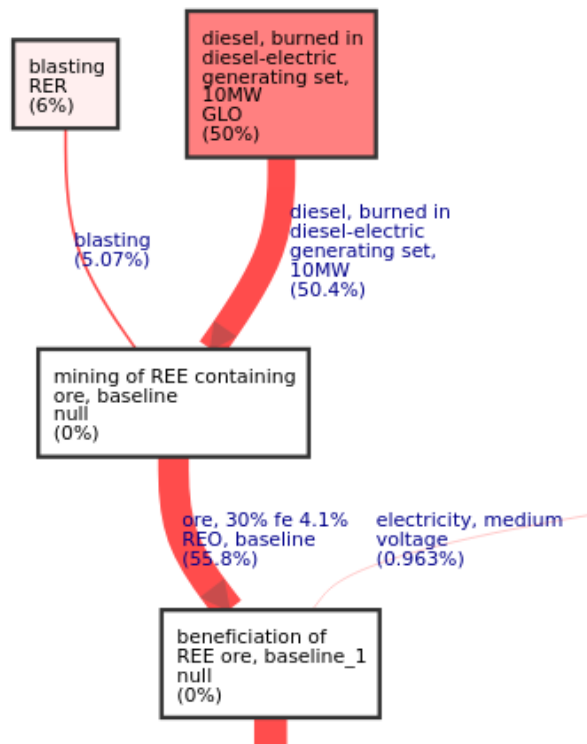 blasting
RER
(6%)
diesel, burned in
diesel-electric
generating set,
10MW
GLO
(50%)
blasting
(5.07%)
diesel, burned in
diesel-electric
generating set,
10MW
(50.4%)
mining of REE containing
ore, baseline
null
(0%)
ore, 30% fe 4.1%
REO, baseline
(55.8%)
electricity, medium
voltage
(0.963%)
beneficiation of
REE ore, baseline_1
null
(0%)